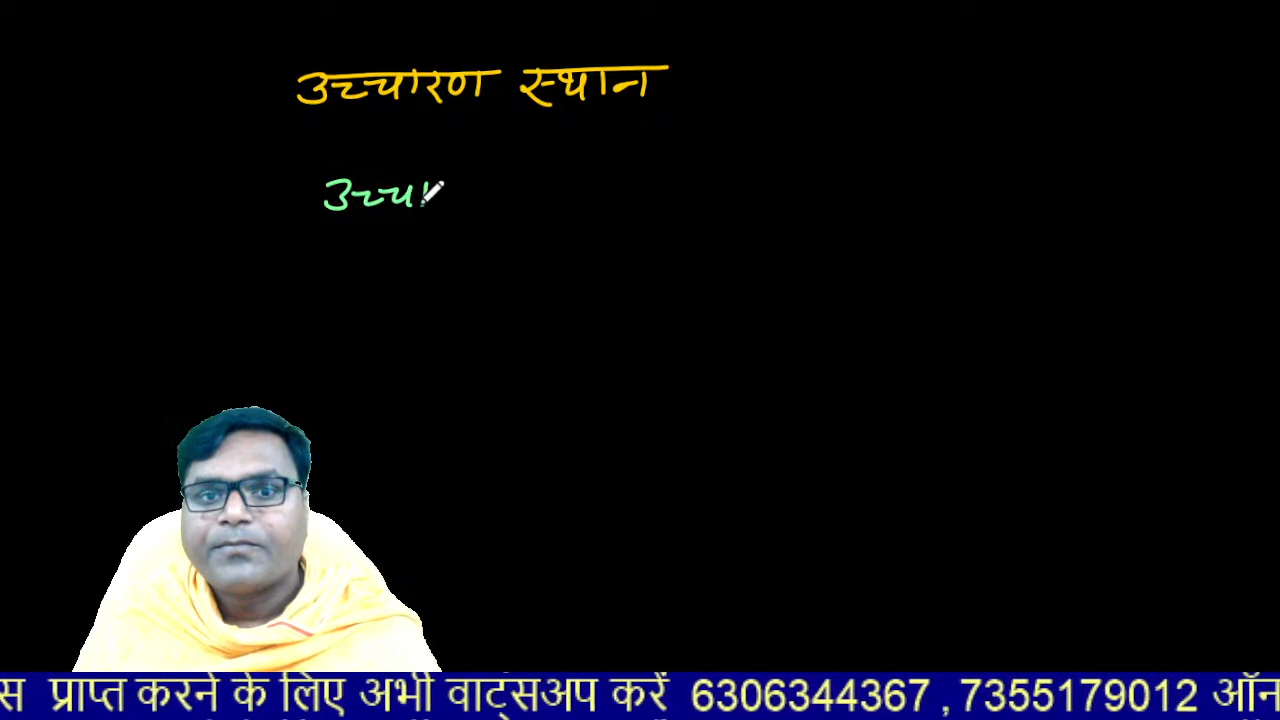 उच्चारण स्थान
उच्चा
स प्राप्त करने के लिए अभी वाट्सअप करें 6306344367 , 7355179012 ऑन